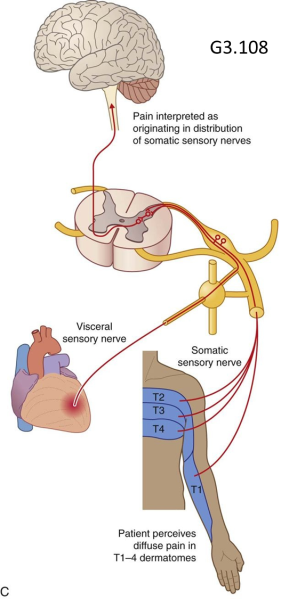 G3.108
Pain interpreted as
originating in distribution
of somatic sensory nerves
Visceral
sensory nerve
Somatic
sensory nerve
T2
T3
T4
T1
Patient perceives
diffuse pain in
T1–4 dermatomes
C